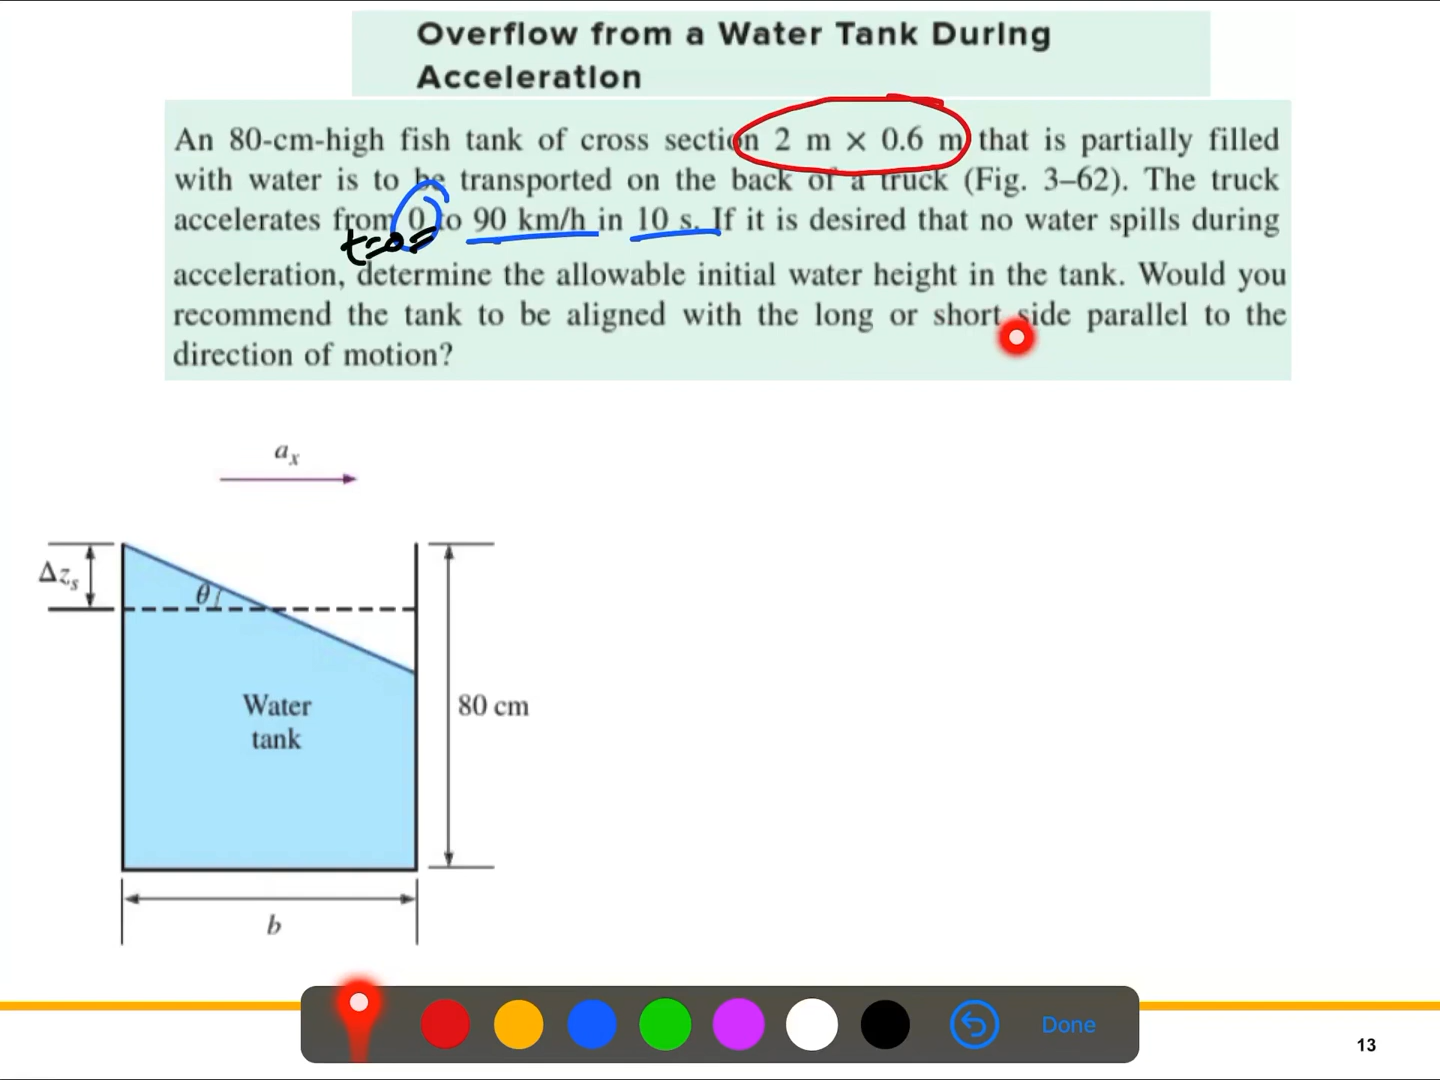 Overflow from a Water Tank During
Acceleration
An 80-cm-high fish tank of cross section 2 m × 0.6 m that is partially filled
with water is to be transported on the back of a truck (Fig. 3–62). The truck
accelerates from 0 to 90 km/h in 10 s. If it is desired that no water spills during
t=0=
acceleration, determine the allowable initial water height in the tank. Would you
recommend the tank to be aligned with the long or short side parallel to the
direction of motion?
aₓ
Δzₛ
θ
Water
tank
80 cm
b
Done
13